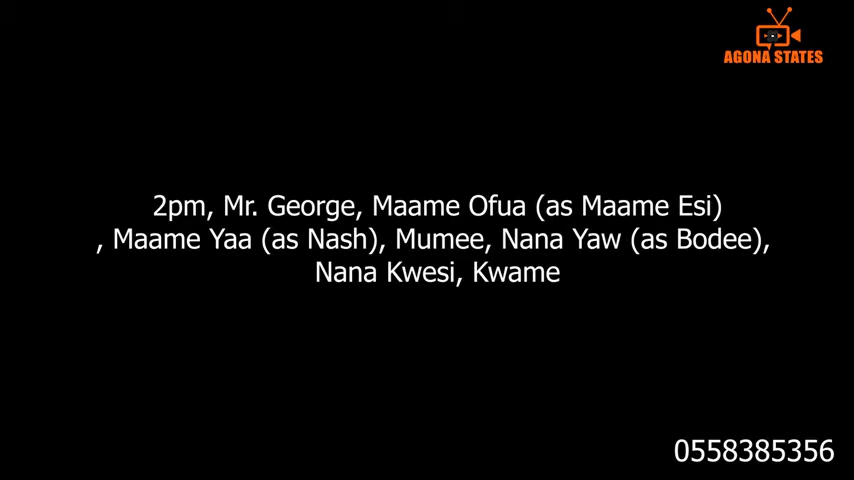 AGONA STATES
2pm, Mr. George, Maame Ofua (as Maame Esi)
, Maame Yaa (as Nash), Mumee, Nana Yaw (as Bodee),
Nana Kwesi, Kwame
0558385356